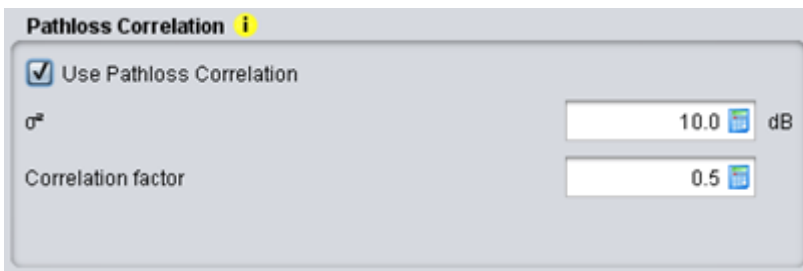 Pathloss Correlation i
Use Pathloss Correlation
σ² 10.0 dB
Correlation factor 0.5